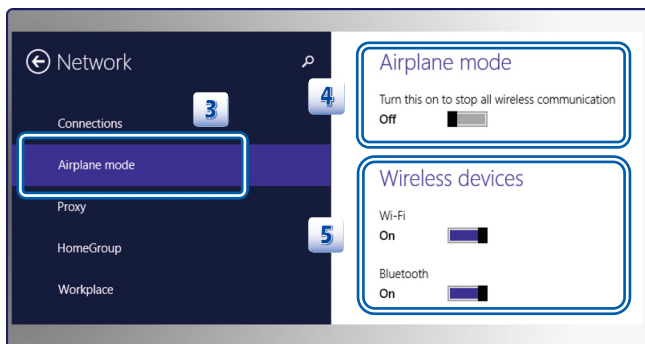 Network
3
Connections
Airplane mode
Proxy
HomeGroup
Workplace
4
Airplane mode
Turn this on to stop all wireless communication
Off
5
Wireless devices
Wi-Fi
On
Bluetooth
On